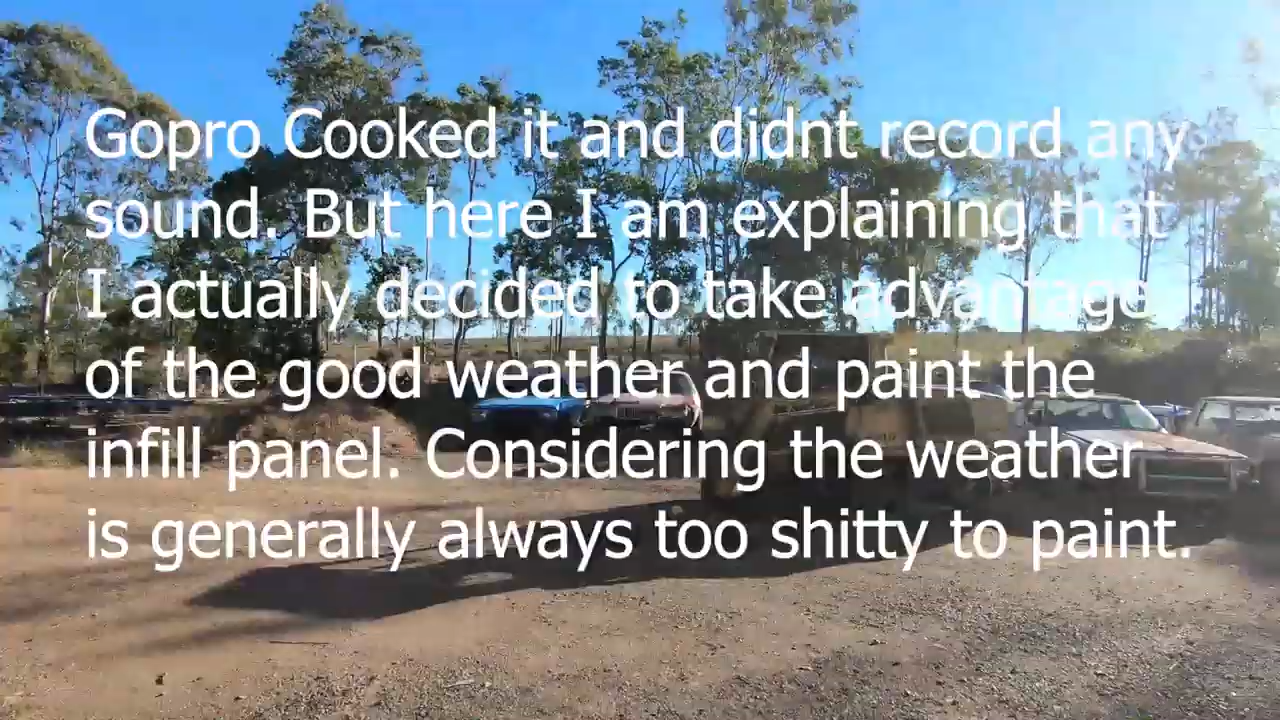 Gopro Cooked it and didnt record any
sound. But here I am explaining that
I actually decided to take advantage
of the good weather and paint the
infill panel. Considering the weather
is generally always too shitty to paint.